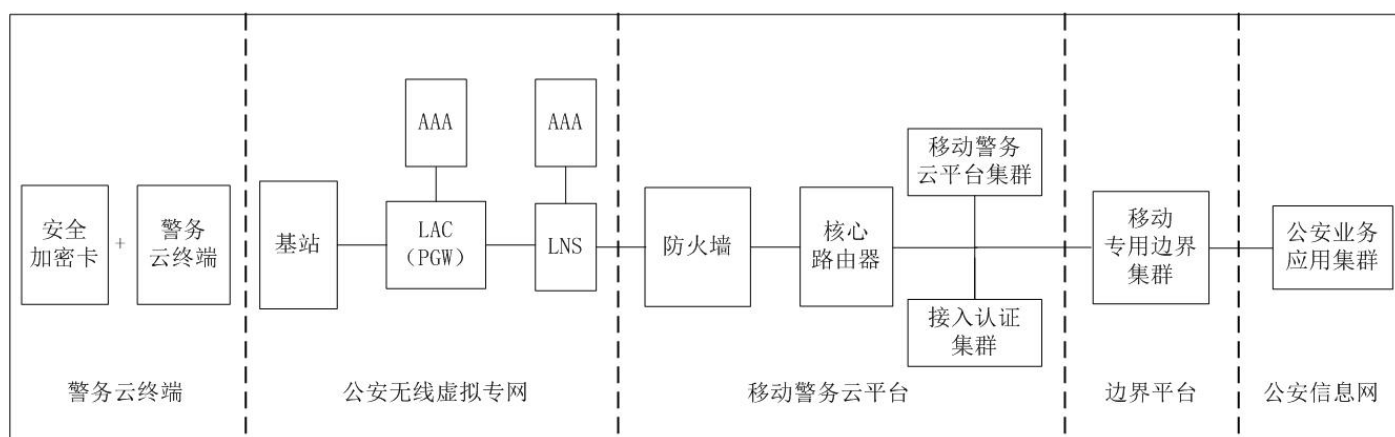 安全
加密卡
+
警务
云终端
警务云终端
基站
AAA
LAC
（PGW）
AAA
LNS
公安无线虚拟专网
防火墙
核心
路由器
移动警务
云平台集群
接入认证
集群
移动警务云平台
移动
专用边界
集群
边界平台
公安业务
应用集群
公安信息网